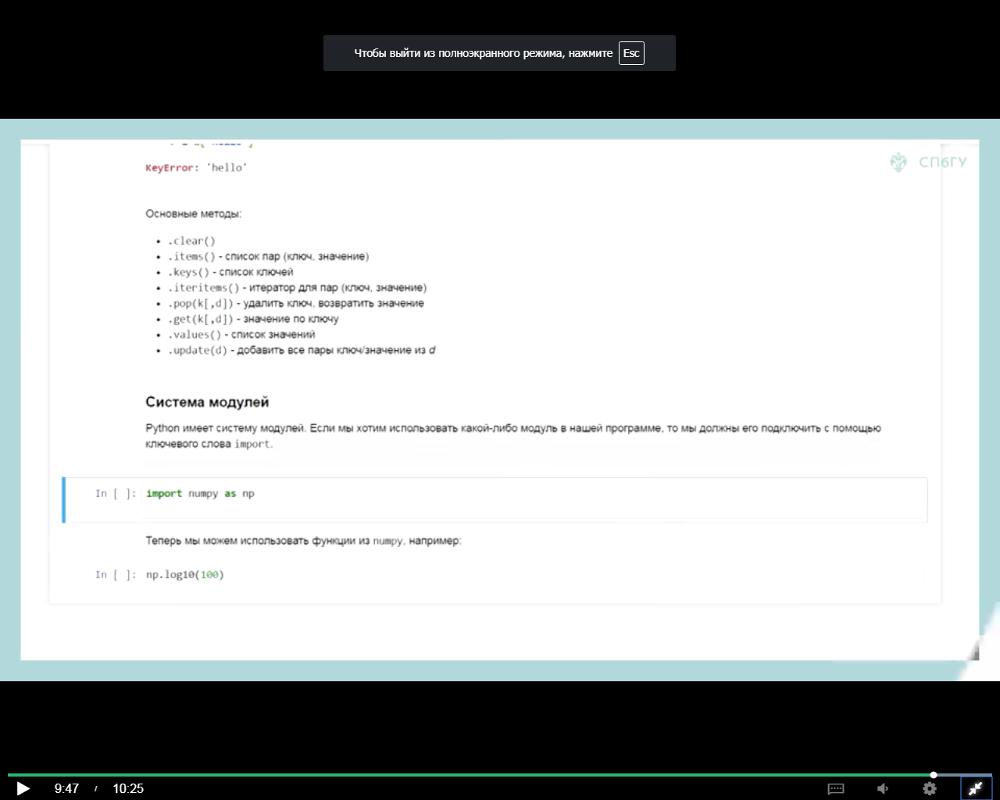 Чтобы выйти из полноэкранного режима, нажмите Esc
KeyError: 'hello'
СПбГУ
Основные методы:
• .clear()
• .items() - список пар (ключ, значение)
• .keys() - список ключей
• .iteritems() - итератор для пар (ключ, значение)
• .pop(k[,d]) - удалить ключ, возвратить значение
• .get(k[,d]) - значение по ключу
• .values() - список значений
• .update(d) - добавить все пары ключ/значение из d
Система модулей
Python имеет систему модулей. Если мы хотим использовать какой-либо модуль в нашей программе, то мы должны его подключить с помощью
ключевого слова import.
In [ ]: import numpy as np
Теперь мы можем использовать функции из numpy, например:
In [ ]: np.log10(100)
9:47 / 10:25